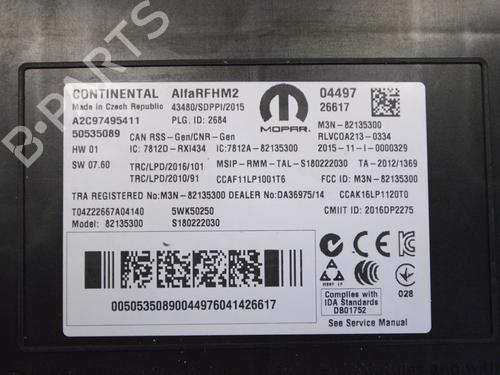 B-PARTS
CONTINENTAL AlfaRFHM2 04497
Made in Czech Republic 43480/SDPPI/2015 26617
A2C97495411 PLG. ID: 2684 MOPAR M3N-82135300
50535089 CAN RSS-Gen/CNR-Gen RLVCOA213-0334
HW 01 IC: 7812D-RXI434 IC:7812A-82135300 2015-11-I-0000329
SW 07.60 TRC/LPD/2016/101 MSIP-RMM-TAL-S180222030 TA-2012/1369
TRC/LPD/2010/91 CCAF11LP1001T6 FCC ID: M3N-82135300
TRA REGISTERED No:M3N-82135300 DEALER No:DA36975/14 CCAK16LP1120T0
T04Z22667A04140 5WK50250 CMIIT ID: 2016DP2275
Model: 82135300 S180222030
00505350890044976041426617
028
Complies with
IDA Standards
DB01752
See Service Manual